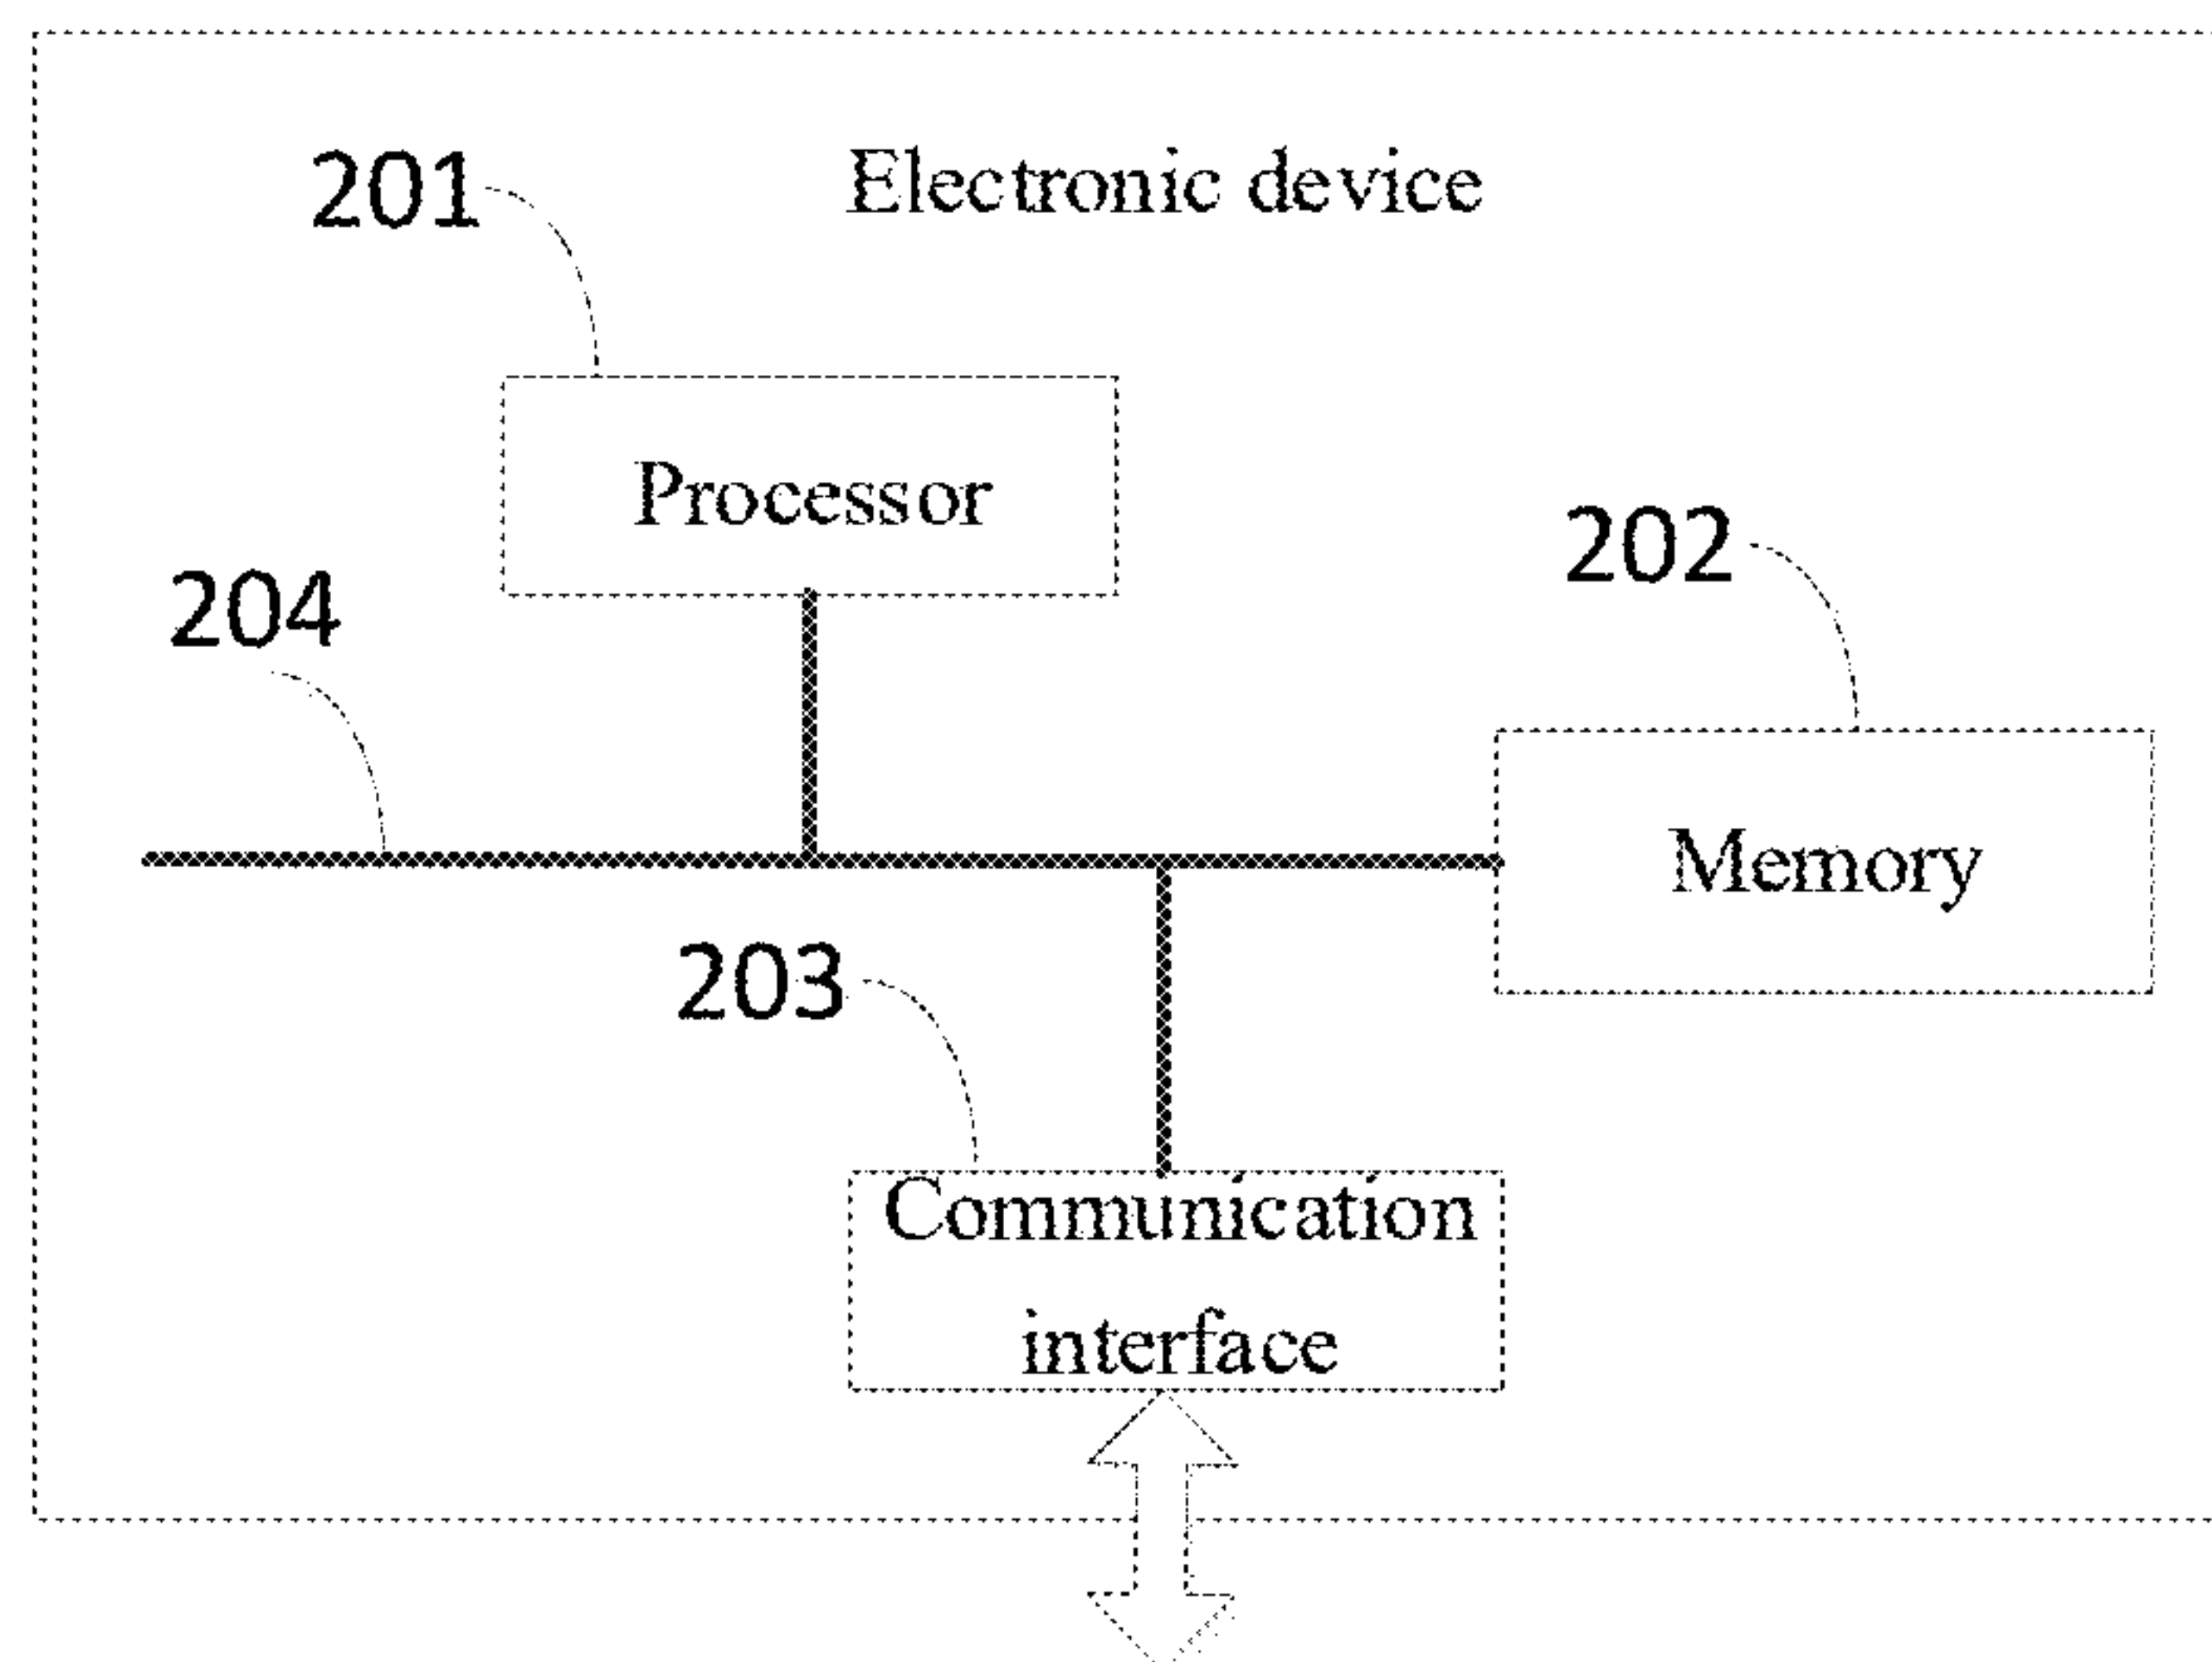 Electronic device
201
Processor
202
204
Memory
203
Communication
interface